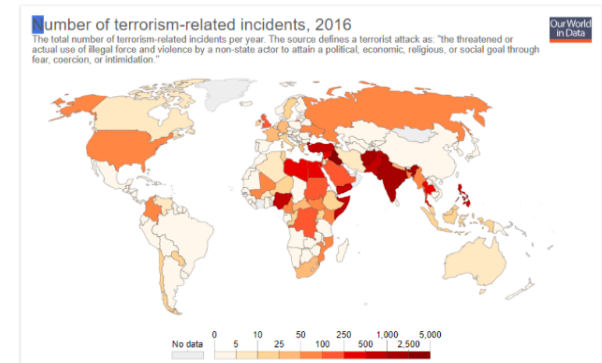 Number of terrorism-related incidents, 2016
Our World
in Data
The total number of terrorism-related incidents per year. The source defines a terrorist attack as: "the threatened or
actual use of illegal force and violence by a non-state actor to attain a political, economic, religious, or social goal through
fear, coercion, or intimidation."
0 10 50 250 1,000 5,000
No data 5 25 100 500 2,500